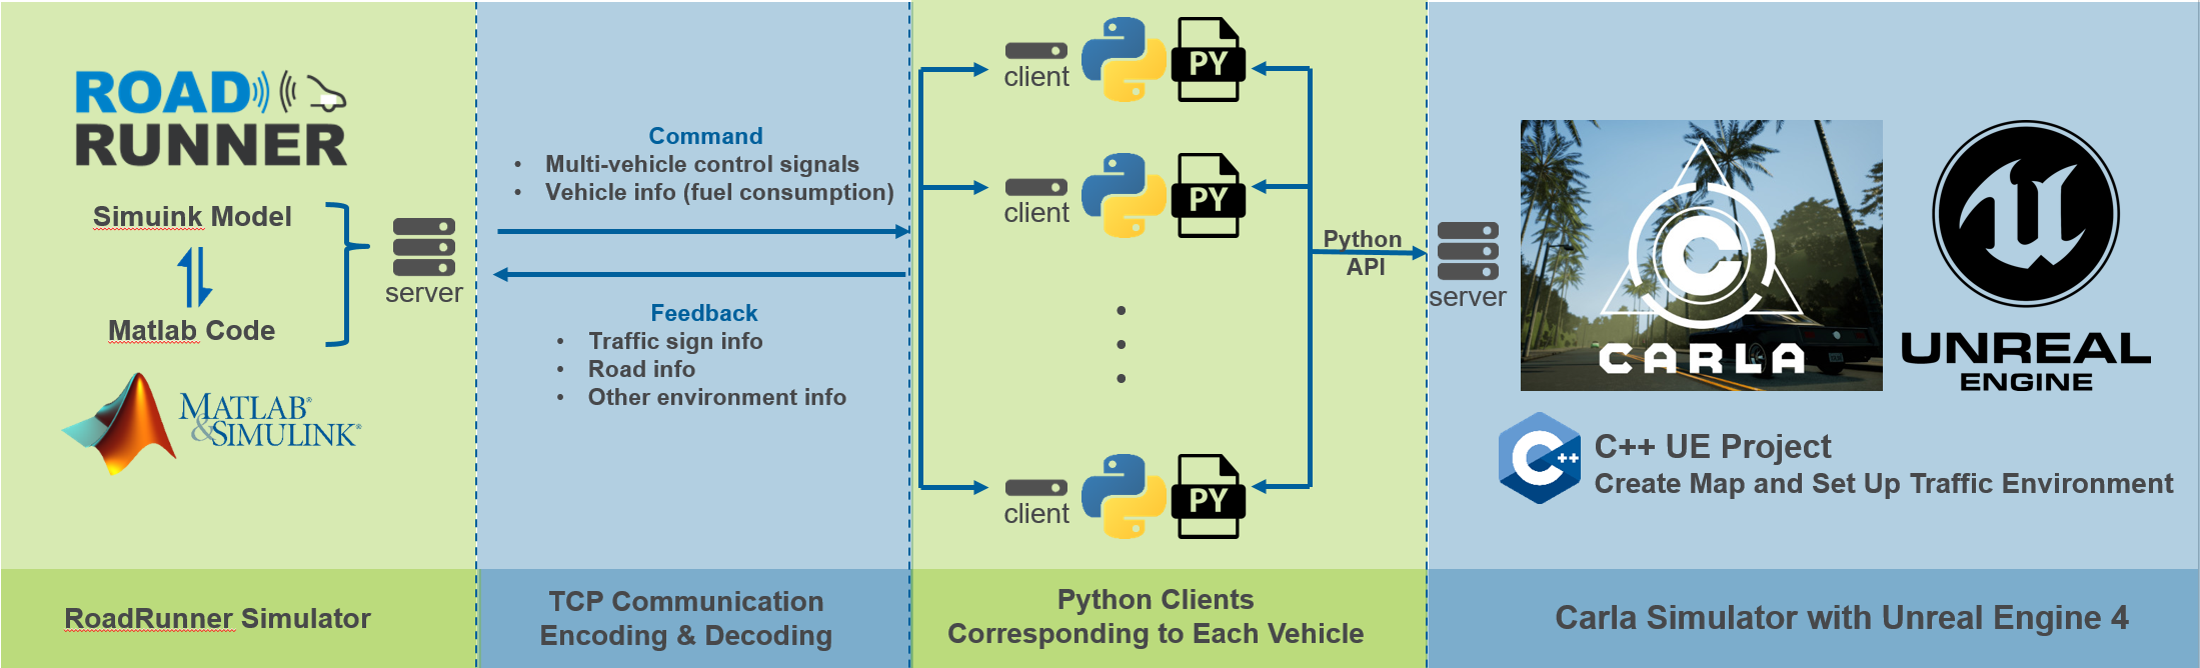 ROAD
RUNNER
Simuink Model
Matlab Code
server
MATLAB®
&SIMULINK®
RoadRunner Simulator
Command
• Multi-vehicle control signals
• Vehicle info (fuel consumption)
Feedback
• Traffic sign info
• Road info
• Other environment info
TCP Communication
Encoding & Decoding
client
PY
client
PY
client
PY
Python
API
Python Clients
Corresponding to Each Vehicle
server
C
CARLA
UNREAL
ENGINE
C++
C++ UE Project
Create Map and Set Up Traffic Environment
Carla Simulator with Unreal Engine 4